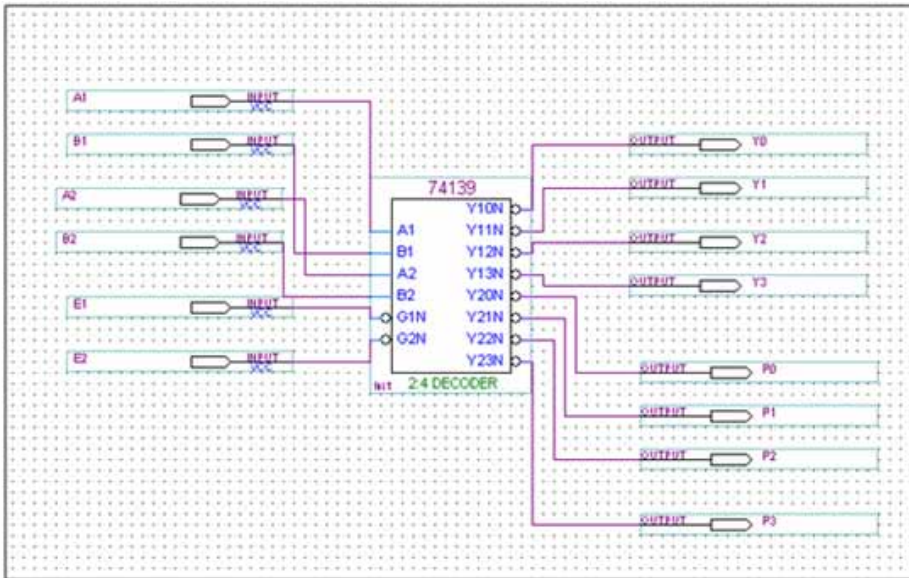 A1 INPUT
VCC
B1 INPUT
VCC
A2 INPUT
VCC
B2 INPUT
VCC
E1 INPUT
VCC
E2 INPUT
VCC
74139
A1
B1
A2
B2
G1N
G2N
Y10N
Y11N
Y12N
Y13N
Y20N
Y21N
Y22N
Y23N
inst 2:4 DECODER
OUTPUT Y0
OUTPUT Y1
OUTPUT Y2
OUTPUT Y3
OUTPUT P0
OUTPUT P1
OUTPUT P2
OUTPUT P3